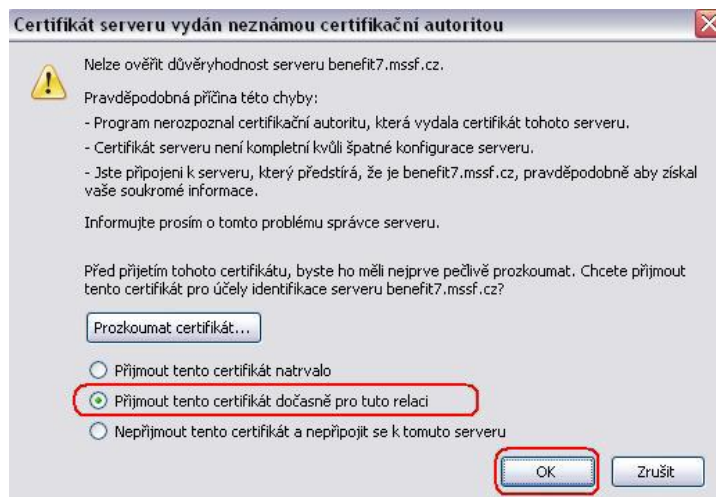 Certifikát serveru vydán neznámou certifikační autoritou
Nelze ověřit důvěryhodnost serveru benefit7.mssf.cz.
Pravděpodobná příčina této chyby:
- Program nerozpoznal certifikační autoritu, která vydala certifikát tohoto serveru.
- Certifikát serveru není kompletní kvůli špatné konfigurace serveru.
- Jste připojeni k serveru, který předstírá, že je benefit7.mssf.cz, pravděpodobně aby získal
vaše soukromé informace.
Informujte prosím o tomto problému správce serveru.
Před přijetím tohoto certifikátu, byste ho měli nejprve pečlivě prozkoumat. Chcete přijmout
tento certifikát pro účely identifikace serveru benefit7.mssf.cz?
Prozkoumat certifikát...
Přijmout tento certifikát natrvalo
Přijmout tento certifikát dočasně pro tuto relaci
Nepřijmout tento certifikát a nepřipojit se k tomuto serveru
OK
Zrušit